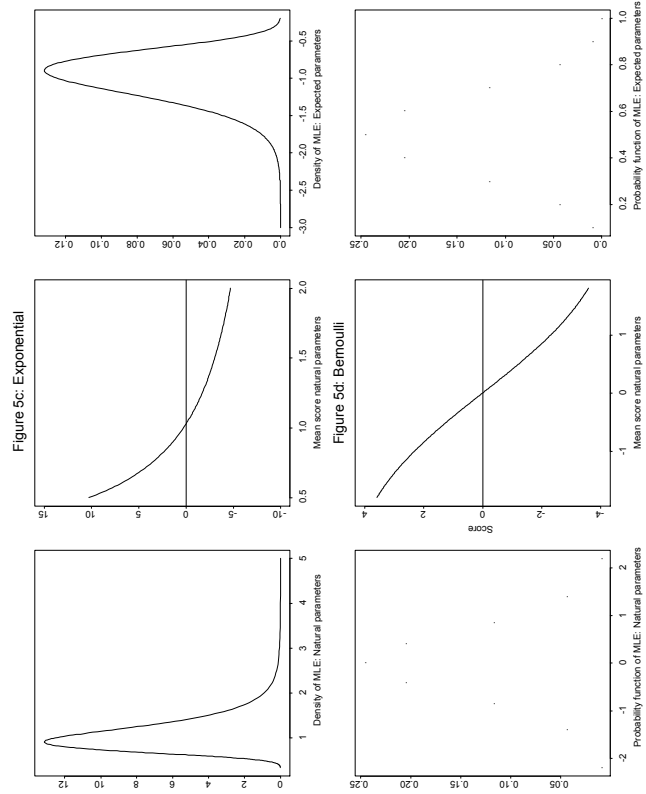 Figure 5c: Exponential
12
10
8
6
4
2
0
1 2 3 4 5
Density of MLE: Natural parameters
15
10
5
0
-5
-10
0.5 1.0 1.5 2.0
Mean score natural parameters
0.12
0.10
0.08
0.06
0.04
0.02
0.0
-3.0 -2.5 -2.0 -1.5 -1.0 -0.5
Density of MLE: Expected parameters
Figure 5d: Bernoulli
0.25
0.20
0.15
0.10
0.05
-2 -1 0 1 2
Probability function of MLE: Natural parameters
Score
4
2
0
-2
-4
-1 0 1
Mean score natural parameters
0.25
0.20
0.15
0.10
0.05
0.0
0.2 0.4 0.6 0.8 1.0
Probability function of MLE: Expected parameters